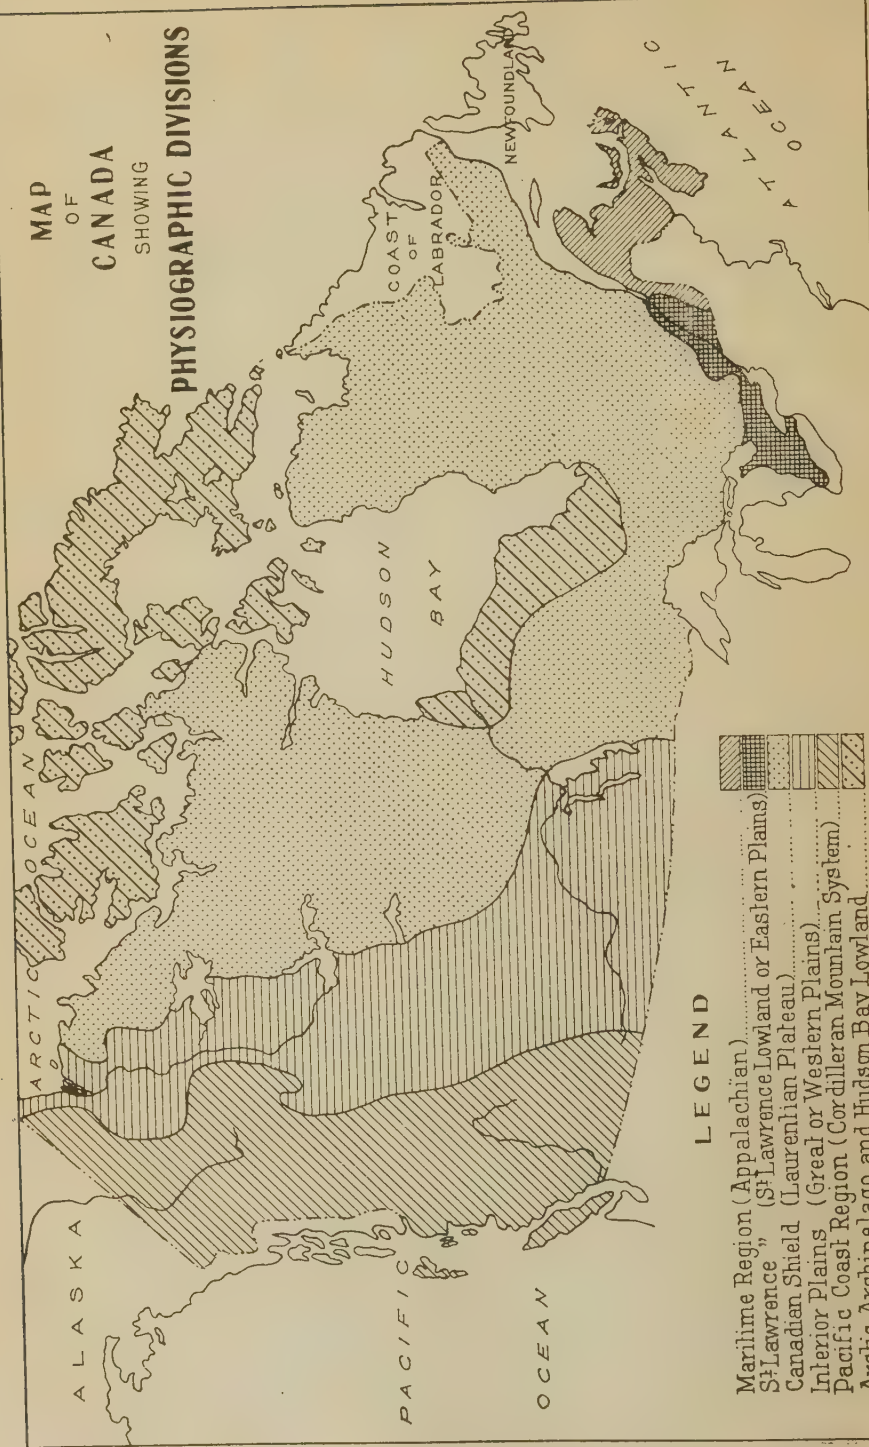 MAP
OF
CANADA
SHOWING
PHYSIOGRAPHIC DIVISIONS
ALASKA
ARCTIC OCEAN
PACIFIC
OCEAN
HUDSON
BAY
COAST
OF
LABRADOR
NEWFOUNDLAND
ATLANTIC
OCEAN
LEGEND
Maritime Region (Appalachian)
St Lawrence „ (St Lawrence Lowland or Eastern Plains)
Canadian Shield (Laurentian Plateau)
Interior Plains (Great or Western Plains)
Pacific Coast Region (Cordilleran Mountain System)
Arctic Archipelago and Hudson Bay Lowland